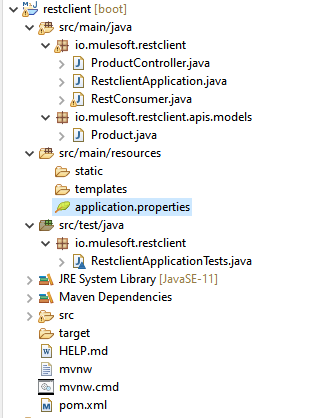 restclient [boot]
src/main/java
io.mulesoft.restclient
ProductController.java
RestclientApplication.java
RestConsumer.java
io.mulesoft.restclient.apis.models
Product.java
src/main/resources
static
templates
application.properties
src/test/java
io.mulesoft.restclient
RestclientApplicationTests.java
JRE System Library [JavaSE-11]
Maven Dependencies
src
target
HELP.md
mvnw
mvnw.cmd
pom.xml